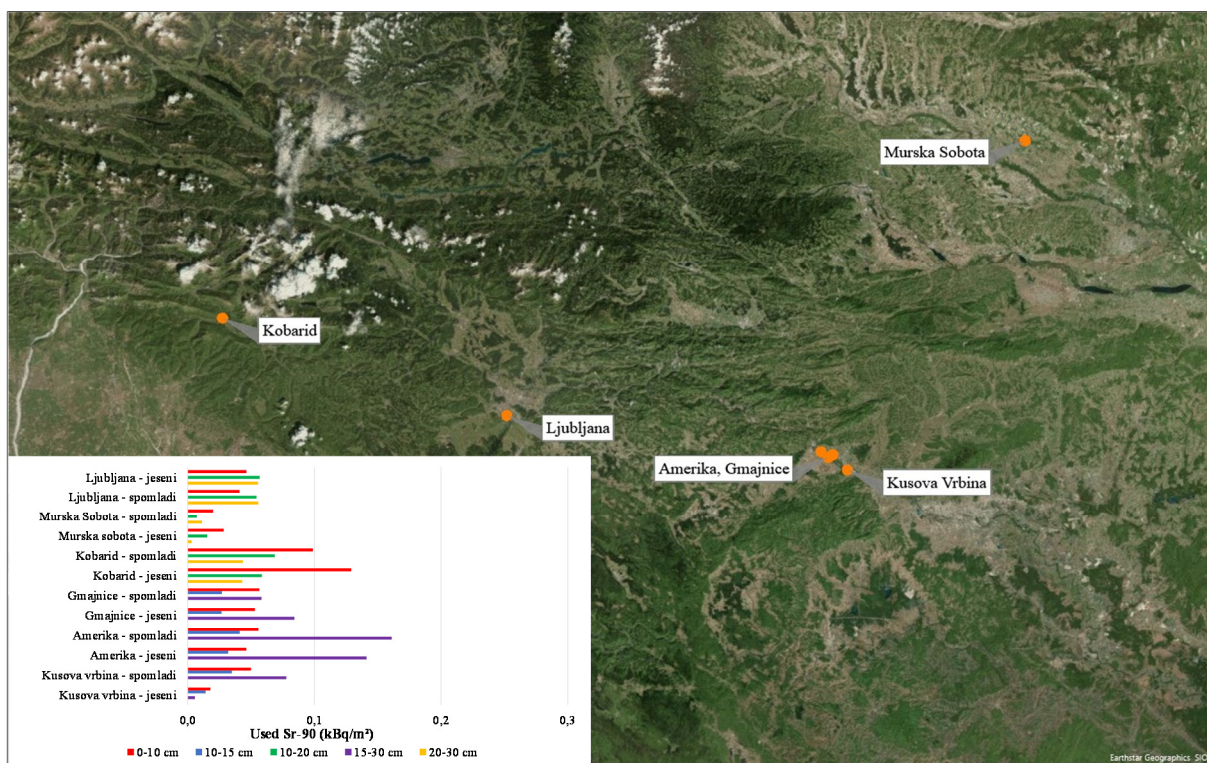 Murska Sobota
Kobarid
Ljubljana
Amerika, Gmajnice
Kusova Vrbina
Ljubljana - jeseni
Ljubljana - spomladi
Murska Sobota - spomladi
Murska sobota - jeseni
Kobarid - spomladi
Kobarid - jeseni
Gmajnice - spomladi
Gmajnice - jeseni
Amerika - spomladi
Amerika - jeseni
Kusova vrbina - spomladi
Kusova vrbina - jeseni
0,0 0,1 0,2 0,3
Used Sr-90 (kBq/m²)
0-10 cm 10-15 cm 10-20 cm 15-30 cm 20-30 cm
Earthstar Geographics SIO